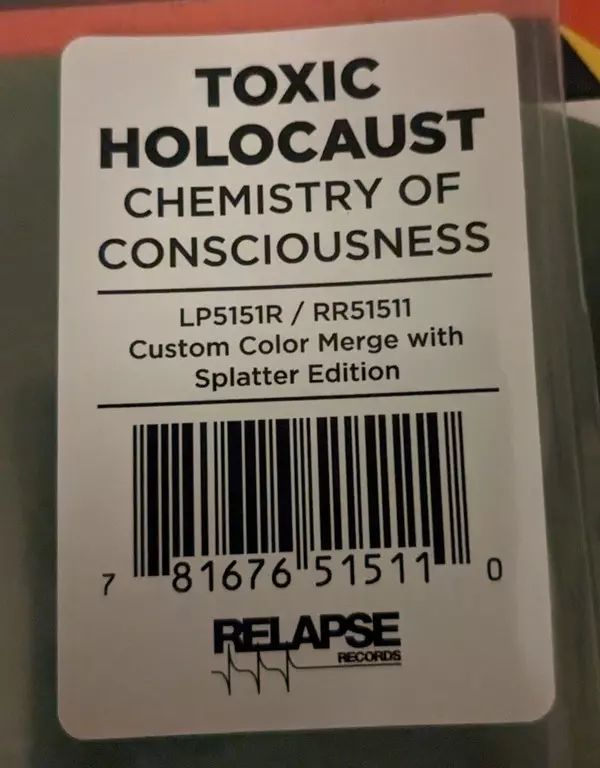 TOXIC
HOLOCAUST
CHEMISTRY OF
CONSCIOUSNESS
LP5151R / RR51511
Custom Color Merge with
Splatter Edition
7 81676 51511 0
RELAPSE
RECORDS